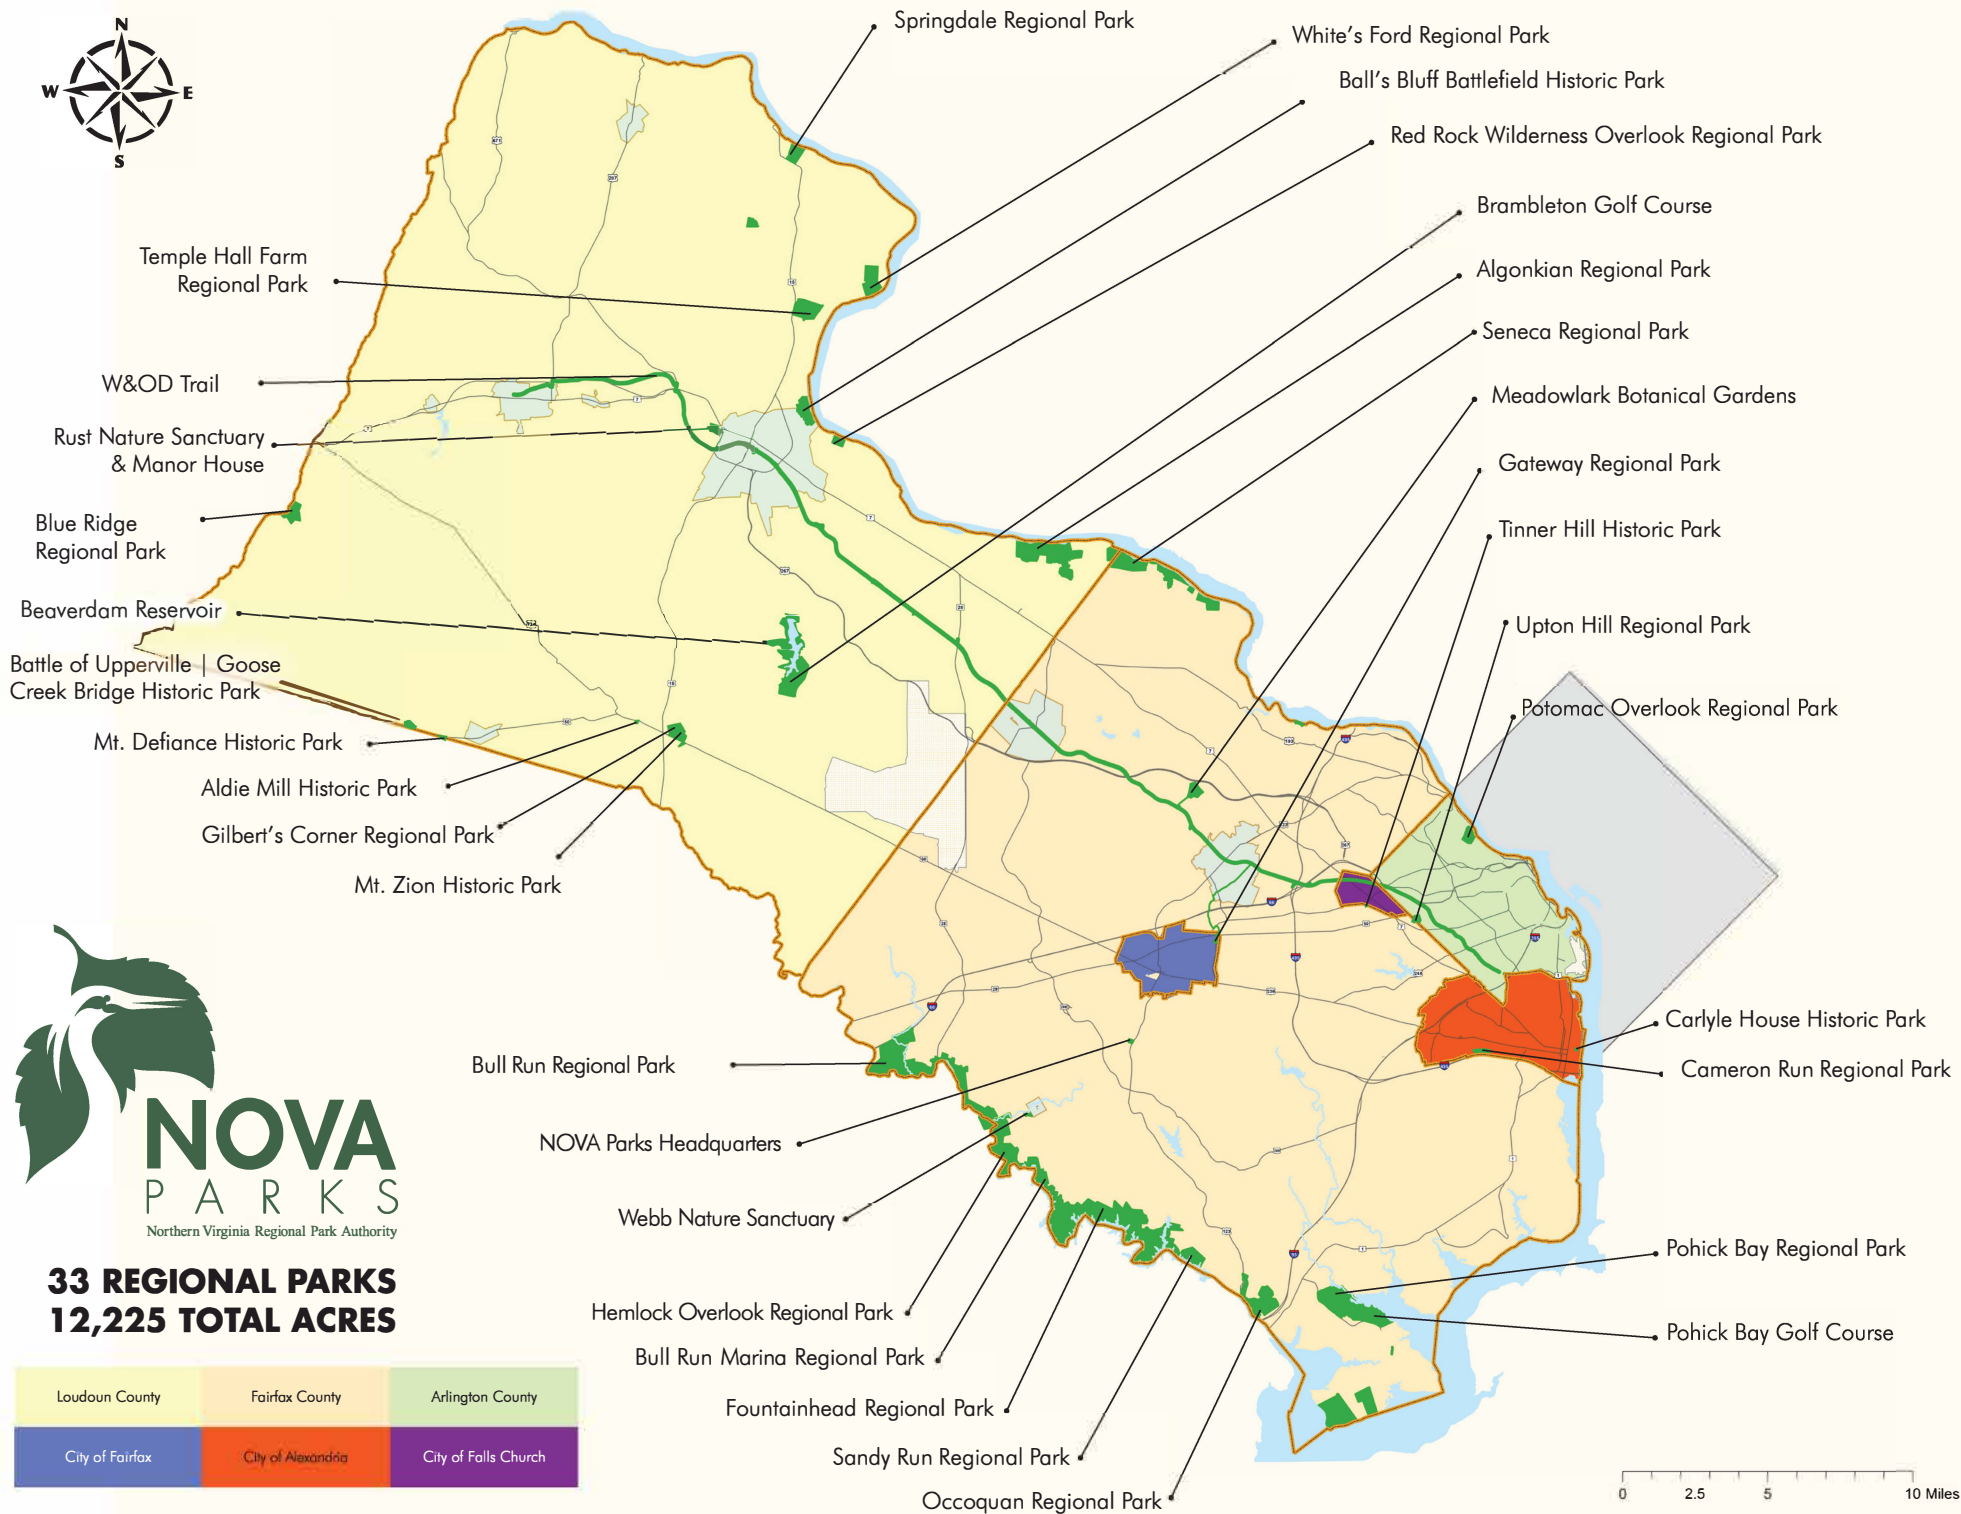 N
W
E
S
Springdale Regional Park
White's Ford Regional Park
Ball's Bluff Battlefield Historic Park
Red Rock Wilderness Overlook Regional Park
Brambleton Golf Course
Algonkian Regional Park
Seneca Regional Park
Meadowlark Botanical Gardens
Gateway Regional Park
Tinner Hill Historic Park
Upton Hill Regional Park
Potomac Overlook Regional Park
Temple Hall Farm
Regional Park
W&OD Trail
Rust Nature Sanctuary
& Manor House
Blue Ridge
Regional Park
Beaverdam Reservoir
Battle of Upperville | Goose
Creek Bridge Historic Park
Mt. Defiance Historic Park
Aldie Mill Historic Park
Gilbert's Corner Regional Park
Mt. Zion Historic Park
Carlyle House Historic Park
Cameron Run Regional Park
Bull Run Regional Park
NOVA Parks Headquarters
Webb Nature Sanctuary
Hemlock Overlook Regional Park
Bull Run Marina Regional Park
Fountainhead Regional Park
Sandy Run Regional Park
Occoquan Regional Park
Pohick Bay Regional Park
Pohick Bay Golf Course
NOVA
PARKS
Northern Virginia Regional Park Authority
33 REGIONAL PARKS
12,225 TOTAL ACRES
Loudoun County
Fairfax County
Arlington County
City of Fairfax
City of Alexandria
City of Falls Church
0 2.5 5 10 Miles